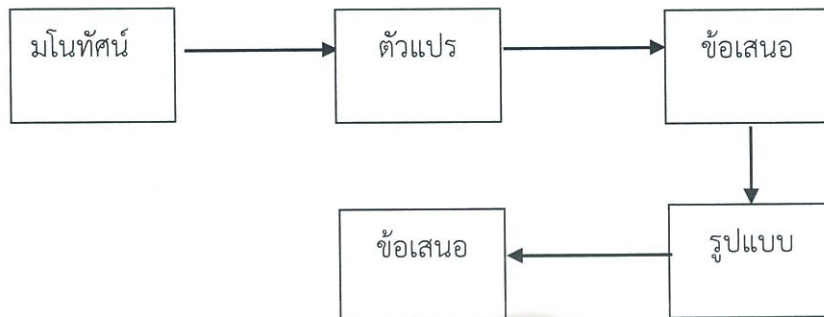 มโนทัศน์
ตัวแปร
ข้อเสนอ
รูปแบบ
ข้อเสนอ